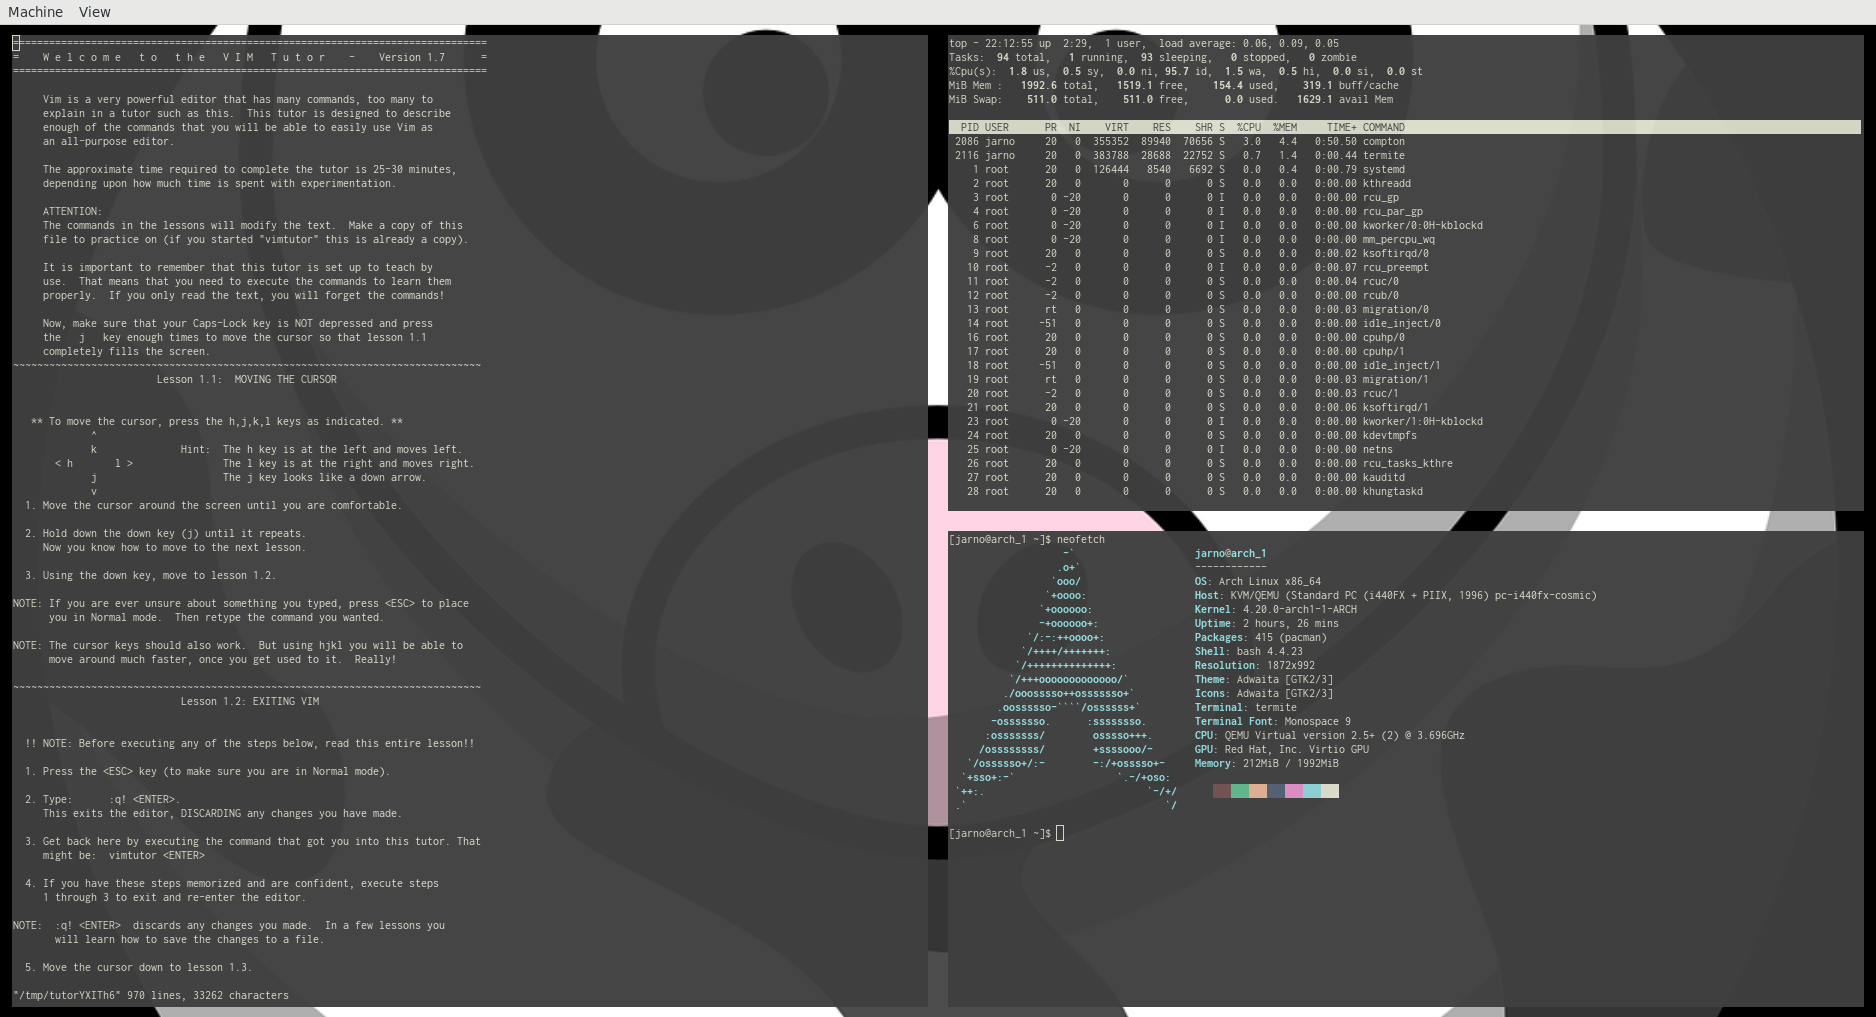 Machine View
===============================================================================
=    W e l c o m e   t o   t h e   V I M   T u t o r    -    Version 1.7      =
===============================================================================
Vim is a very powerful editor that has many commands, too many to
explain in a tutor such as this.  This tutor is designed to describe
enough of the commands that you will be able to easily use Vim as
an all-purpose editor.
The approximate time required to complete the tutor is 25-30 minutes,
depending upon how much time is spent with experimentation.
ATTENTION:
The commands in the lessons will modify the text.  Make a copy of this
file to practice on (if you started "vimtutor" this is already a copy).
It is important to remember that this tutor is set up to teach by
use.  That means that you need to execute the commands to learn them
properly.  If you only read the text, you will forget the commands!
Now, make sure that your Caps-Lock key is NOT depressed and press
the   j   key enough times to move the cursor so that lesson 1.1
completely fills the screen.
~~~~~~~~~~~~~~~~~~~~~~~~~~~~~~~~~~~~~~~~~~~~~~~~~~~~~~~~~~~~~~~~~~~~~~~~~~~~~~
Lesson 1.1:  MOVING THE CURSOR
** To move the cursor, press the h,j,k,l keys as indicated. **
^
k              Hint:  The h key is at the left and moves left.
< h       l >               The l key is at the right and moves right.
j                     The j key looks like a down arrow.
v
1. Move the cursor around the screen until you are comfortable.
2. Hold down the down key (j) until it repeats.
Now you know how to move to the next lesson.
3. Using the down key, move to lesson 1.2.
NOTE: If you are ever unsure about something you typed, press <ESC> to place
you in Normal mode.  Then retype the command you wanted.
NOTE: The cursor keys should also work.  But using hjkl you will be able to
move around much faster, once you get used to it.  Really!
~~~~~~~~~~~~~~~~~~~~~~~~~~~~~~~~~~~~~~~~~~~~~~~~~~~~~~~~~~~~~~~~~~~~~~~~~~~~~~
Lesson 1.2: EXITING VIM
!! NOTE: Before executing any of the steps below, read this entire lesson!!
1. Press the <ESC> key (to make sure you are in Normal mode).
2. Type:      :q! <ENTER>.
This exits the editor, DISCARDING any changes you have made.
3. Get back here by executing the command that got you into this tutor. That
might be:  vimtutor <ENTER>
4. If you have these steps memorized and are confident, execute steps
1 through 3 to exit and re-enter the editor.
NOTE:  :q! <ENTER>  discards any changes you made.  In a few lessons you
will learn how to save the changes to a file.
5. Move the cursor down to lesson 1.3.
"/tmp/tutorYXITh6" 970 lines, 33262 characters
top - 22:12:55 up  2:29,  1 user,  load average: 0.06, 0.09, 0.05
Tasks:  94 total,   1 running,  93 sleeping,   0 stopped,   0 zombie
%Cpu(s):  1.8 us,  0.5 sy,  0.0 ni, 95.7 id,  1.5 wa,  0.5 hi,  0.0 si,  0.0 st
MiB Mem :   1992.6 total,   1519.1 free,    154.4 used,    319.1 buff/cache
MiB Swap:    511.0 total,    511.0 free,      0.0 used.   1629.1 avail Mem
PID USER      PR  NI    VIRT    RES    SHR S  %CPU  %MEM     TIME+ COMMAND
2086 jarno     20   0  355352  89940  70656 S   3.0   4.4   0:50.50 compton
2116 jarno     20   0  383788  28688  22752 S   0.7   1.4   0:00.44 termite
1 root      20   0  126444   8540   6692 S   0.0   0.4   0:00.79 systemd
2 root      20   0       0      0      0 S   0.0   0.0   0:00.00 kthreadd
3 root       0 -20       0      0      0 I   0.0   0.0   0:00.00 rcu_gp
4 root       0 -20       0      0      0 I   0.0   0.0   0:00.00 rcu_par_gp
6 root       0 -20       0      0      0 I   0.0   0.0   0:00.00 kworker/0:0H-kblockd
8 root       0 -20       0      0      0 I   0.0   0.0   0:00.00 mm_percpu_wq
9 root      20   0       0      0      0 S   0.0   0.0   0:00.02 ksoftirqd/0
10 root      -2   0       0      0      0 I   0.0   0.0   0:00.07 rcu_preempt
11 root      -2   0       0      0      0 S   0.0   0.0   0:00.04 rcuc/0
12 root      -2   0       0      0      0 S   0.0   0.0   0:00.00 rcub/0
13 root      rt   0       0      0      0 S   0.0   0.0   0:00.03 migration/0
14 root     -51   0       0      0      0 S   0.0   0.0   0:00.00 idle_inject/0
16 root      20   0       0      0      0 S   0.0   0.0   0:00.00 cpuhp/0
17 root      20   0       0      0      0 S   0.0   0.0   0:00.00 cpuhp/1
18 root     -51   0       0      0      0 S   0.0   0.0   0:00.00 idle_inject/1
19 root      rt   0       0      0      0 S   0.0   0.0   0:00.03 migration/1
20 root      -2   0       0      0      0 S   0.0   0.0   0:00.03 rcuc/1
21 root      20   0       0      0      0 S   0.0   0.0   0:00.06 ksoftirqd/1
23 root       0 -20       0      0      0 I   0.0   0.0   0:00.00 kworker/1:0H-kblockd
24 root      20   0       0      0      0 S   0.0   0.0   0:00.00 kdevtmpfs
25 root       0 -20       0      0      0 I   0.0   0.0   0:00.00 netns
26 root      20   0       0      0      0 S   0.0   0.0   0:00.00 rcu_tasks_kthre
27 root      20   0       0      0      0 S   0.0   0.0   0:00.00 kauditd
28 root      20   0       0      0      0 S   0.0   0.0   0:00.00 khungtaskd
[jarno@arch_1 ~]$ neofetch
-`                    jarno@arch_1
.o+`                   ------------
`ooo/                   OS: Arch Linux x86_64
`+oooo:                  Host: KVM/QEMU (Standard PC (i440FX + PIIX, 1996) pc-i440fx-cosmic)
`+oooooo:                 Kernel: 4.20.0-arch1-1-ARCH
-+oooooo+:                Uptime: 2 hours, 26 mins
`/:-:++oooo+:               Packages: 415 (pacman)
`/++++/+++++++:              Shell: bash 4.4.23
`/++++++++++++++:             Resolution: 1872x992
`/+++ooooooooooooo/`           Theme: Adwaita [GTK2/3]
./ooosssso++osssssso+`          Icons: Adwaita [GTK2/3]
.oossssso-````/ossssss+`         Terminal: termite
-osssssso.      :ssssssso.        Terminal Font: Monospace 9
:osssssss/        osssso+++.       CPU: QEMU Virtual version 2.5+ (2) @ 3.696GHz
/ossssssss/        +ssssooo/-       GPU: Red Hat, Inc. Virtio GPU
`/ossssso+/:-        -:/+osssso+-     Memory: 212MiB / 1992MiB
`+sso+:-`                 `.-/+oso:
`++:.                           `-/+/
.`                                 `/
[jarno@arch_1 ~]$